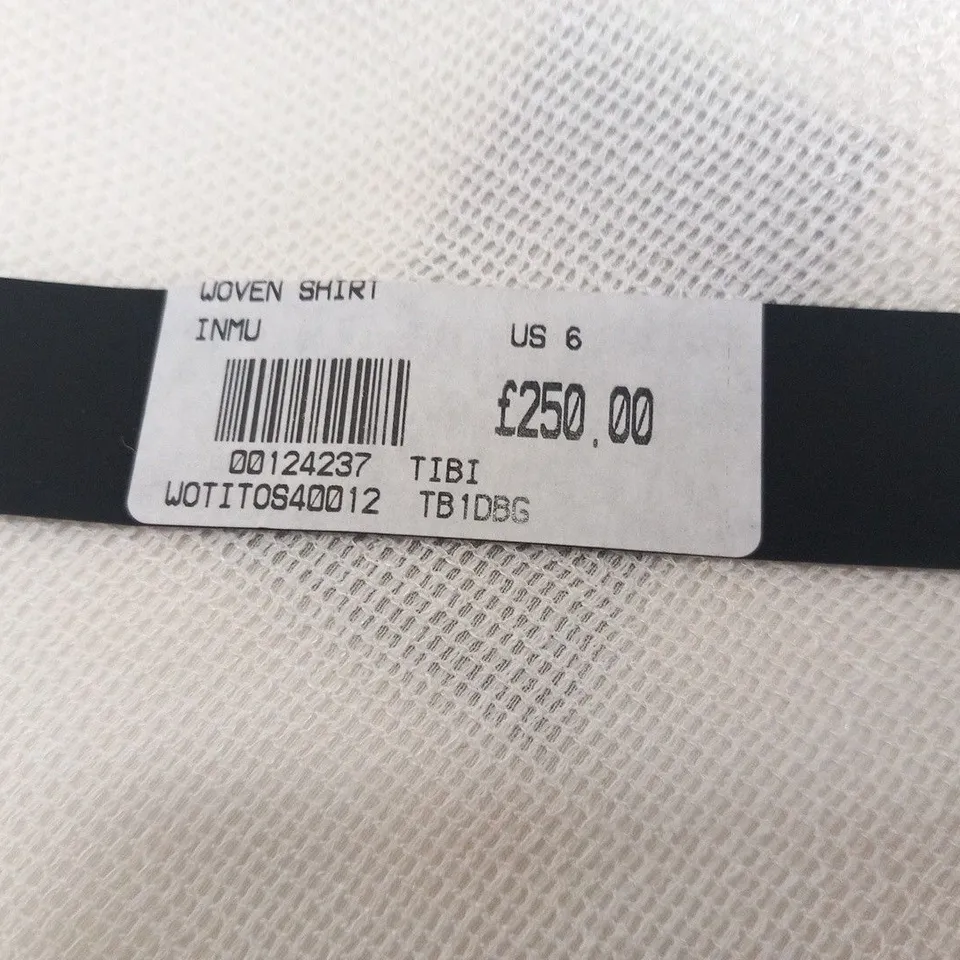 WOVEN SHIRT
INMU US 6
£250.00
00124237 TIBI
WOTITOS40012 TB1DBG